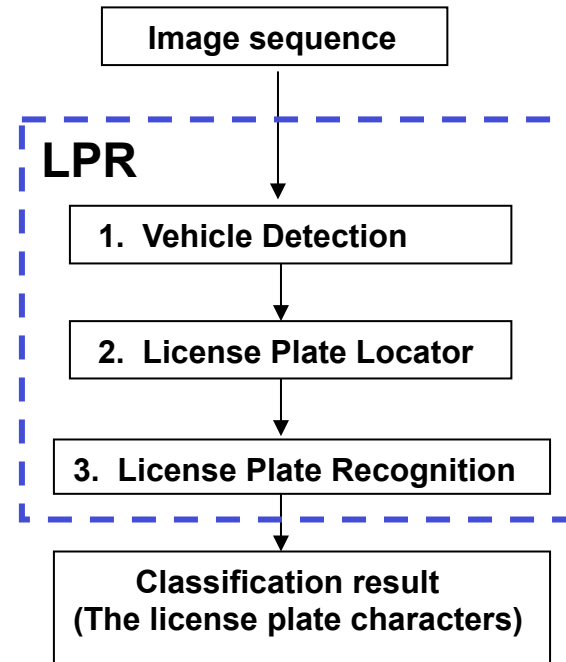 Image sequence
LPR
1. Vehicle Detection
2. License Plate Locator
3. License Plate Recognition
Classification result
(The license plate characters)